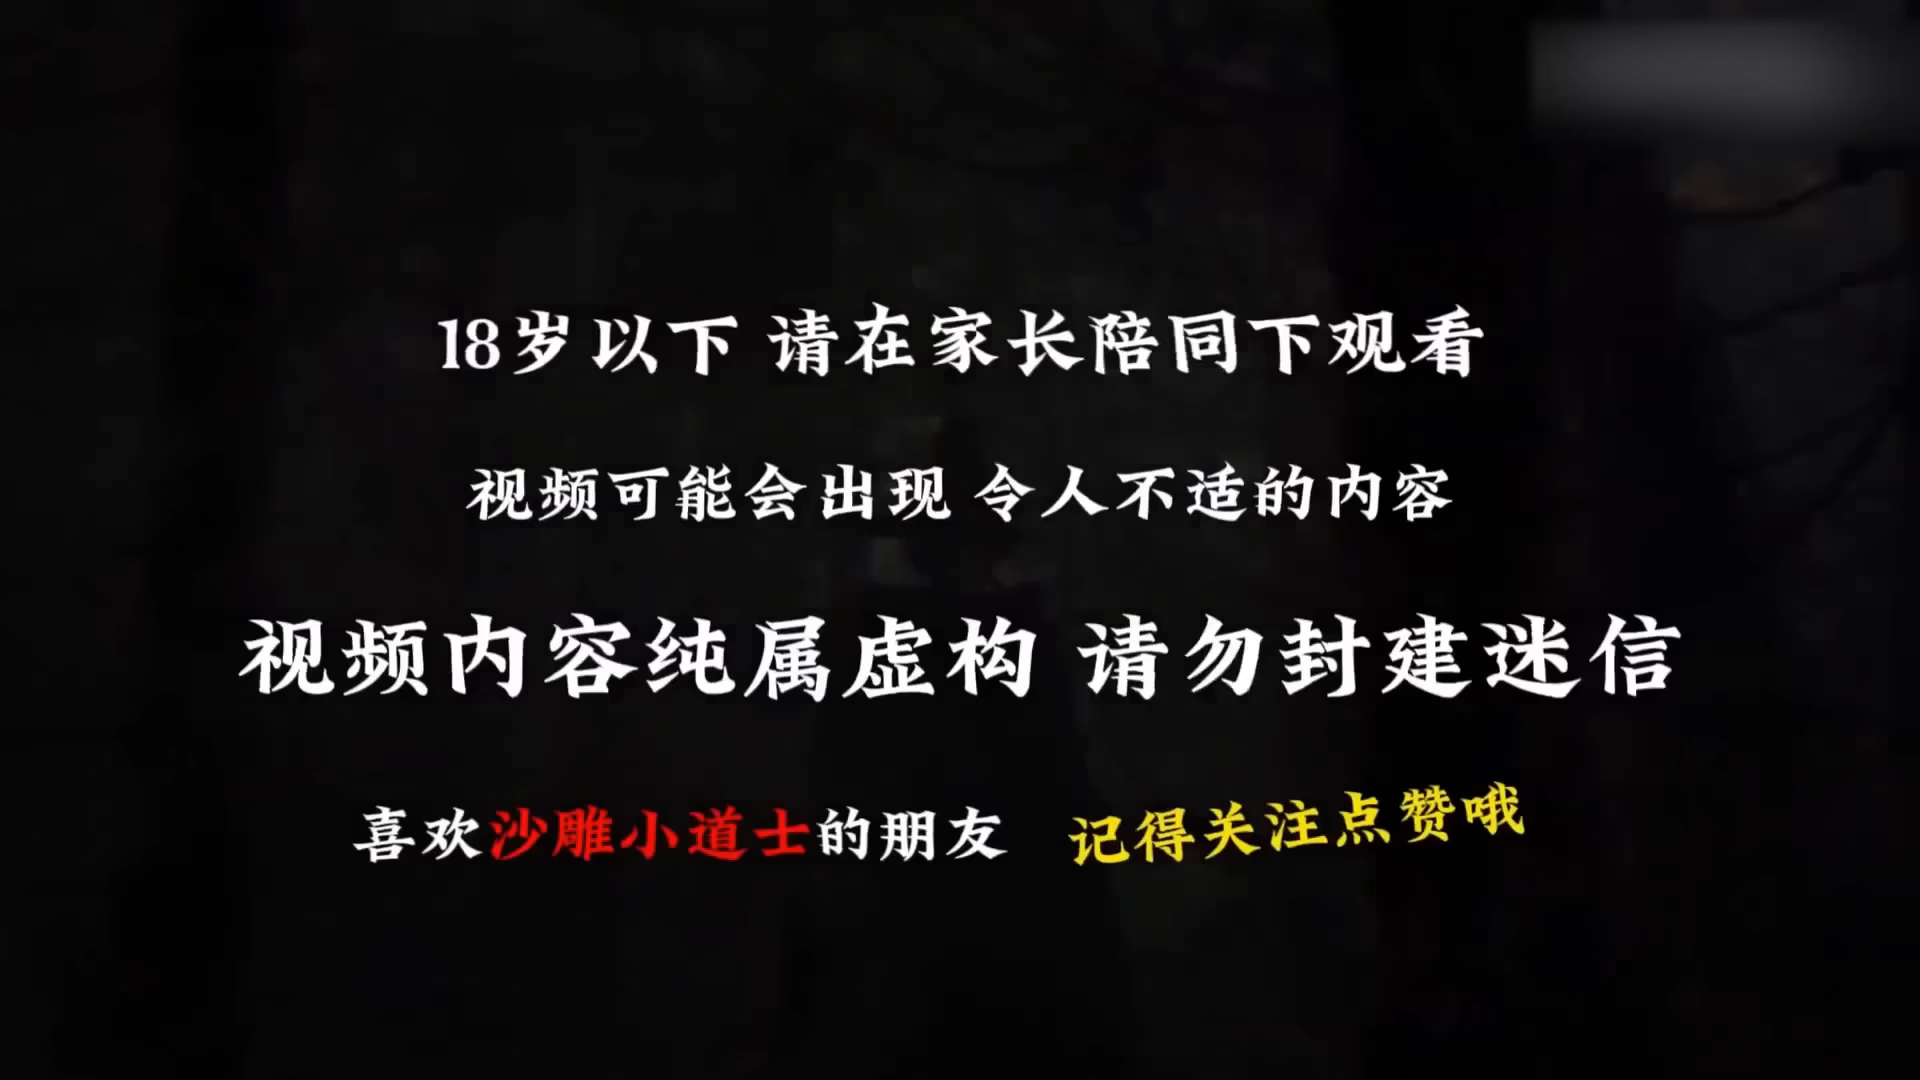 18岁以下 请在家长陪同下观看
视频可能会出现 令人不适的内容
视频内容纯属虚构 请勿封建迷信
喜欢沙雕小道士的朋友 记得关注点赞哦